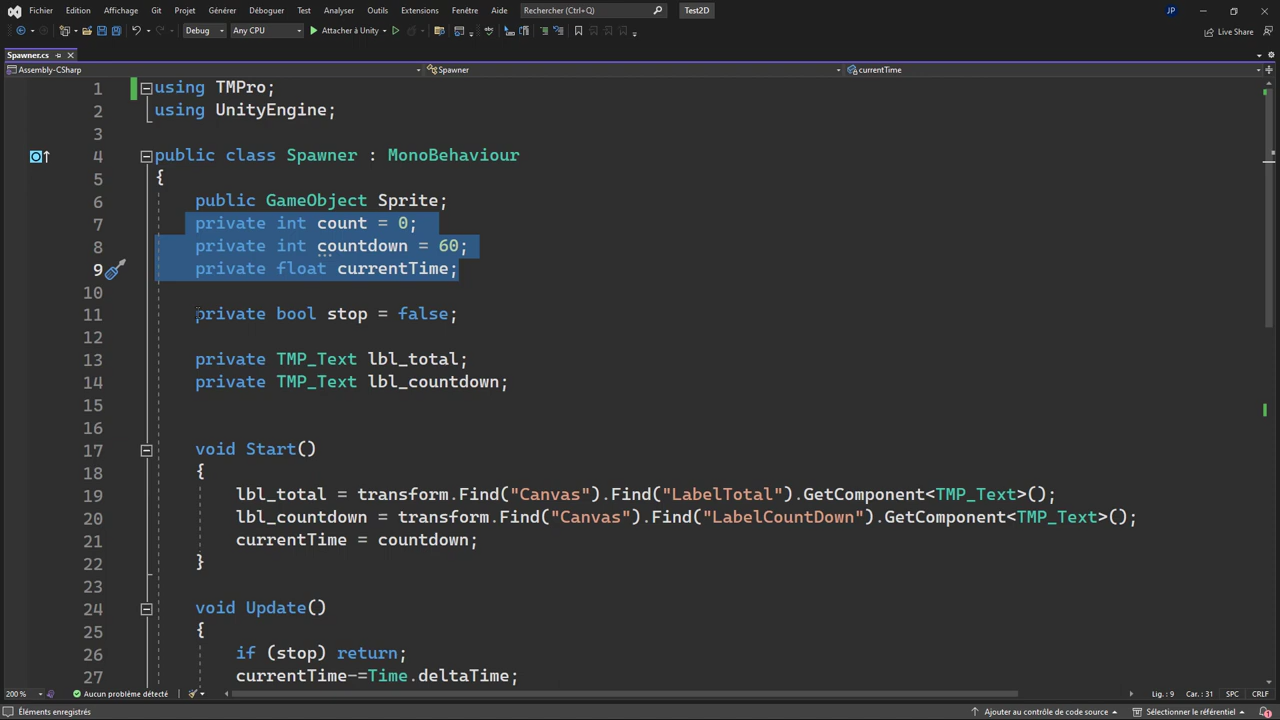 Fichier Edition Affichage Git Projet Générer Déboguer Test Analyser Outils Extensions Fenêtre Aide Rechercher (CTRL+Q) Test2D JP
Debug Any CPU Attacher à Unity Live Share
Spawner.cs
Assembly-CSharp Spawner currentTime
1 using TMPro;
2 using UnityEngine;
3
4 public class Spawner : MonoBehaviour
5 {
6 public GameObject Sprite;
7 private int count = 0;
8 private int countdown = 60;
9 private float currentTime;
10
11 private bool stop = false;
12
13 private TMP_Text lbl_total;
14 private TMP_Text lbl_countdown;
15
16
17 void Start()
18 {
19 lbl_total = transform.Find("Canvas").Find("LabelTotal").GetComponent<TMP_Text>();
20 lbl_countdown = transform.Find("Canvas").Find("LabelCountDown").GetComponent<TMP_Text>();
21 currentTime = countdown;
22 }
23
24 void Update()
25 {
26 if (stop) return;
27 currentTime-=Time.deltaTime;
200 % Aucun problème détecté Lig. : 9 Car. : 31 SPC CRLF
Éléments enregistrés Ajouter au contrôle de code source Sélectionner le référentiel